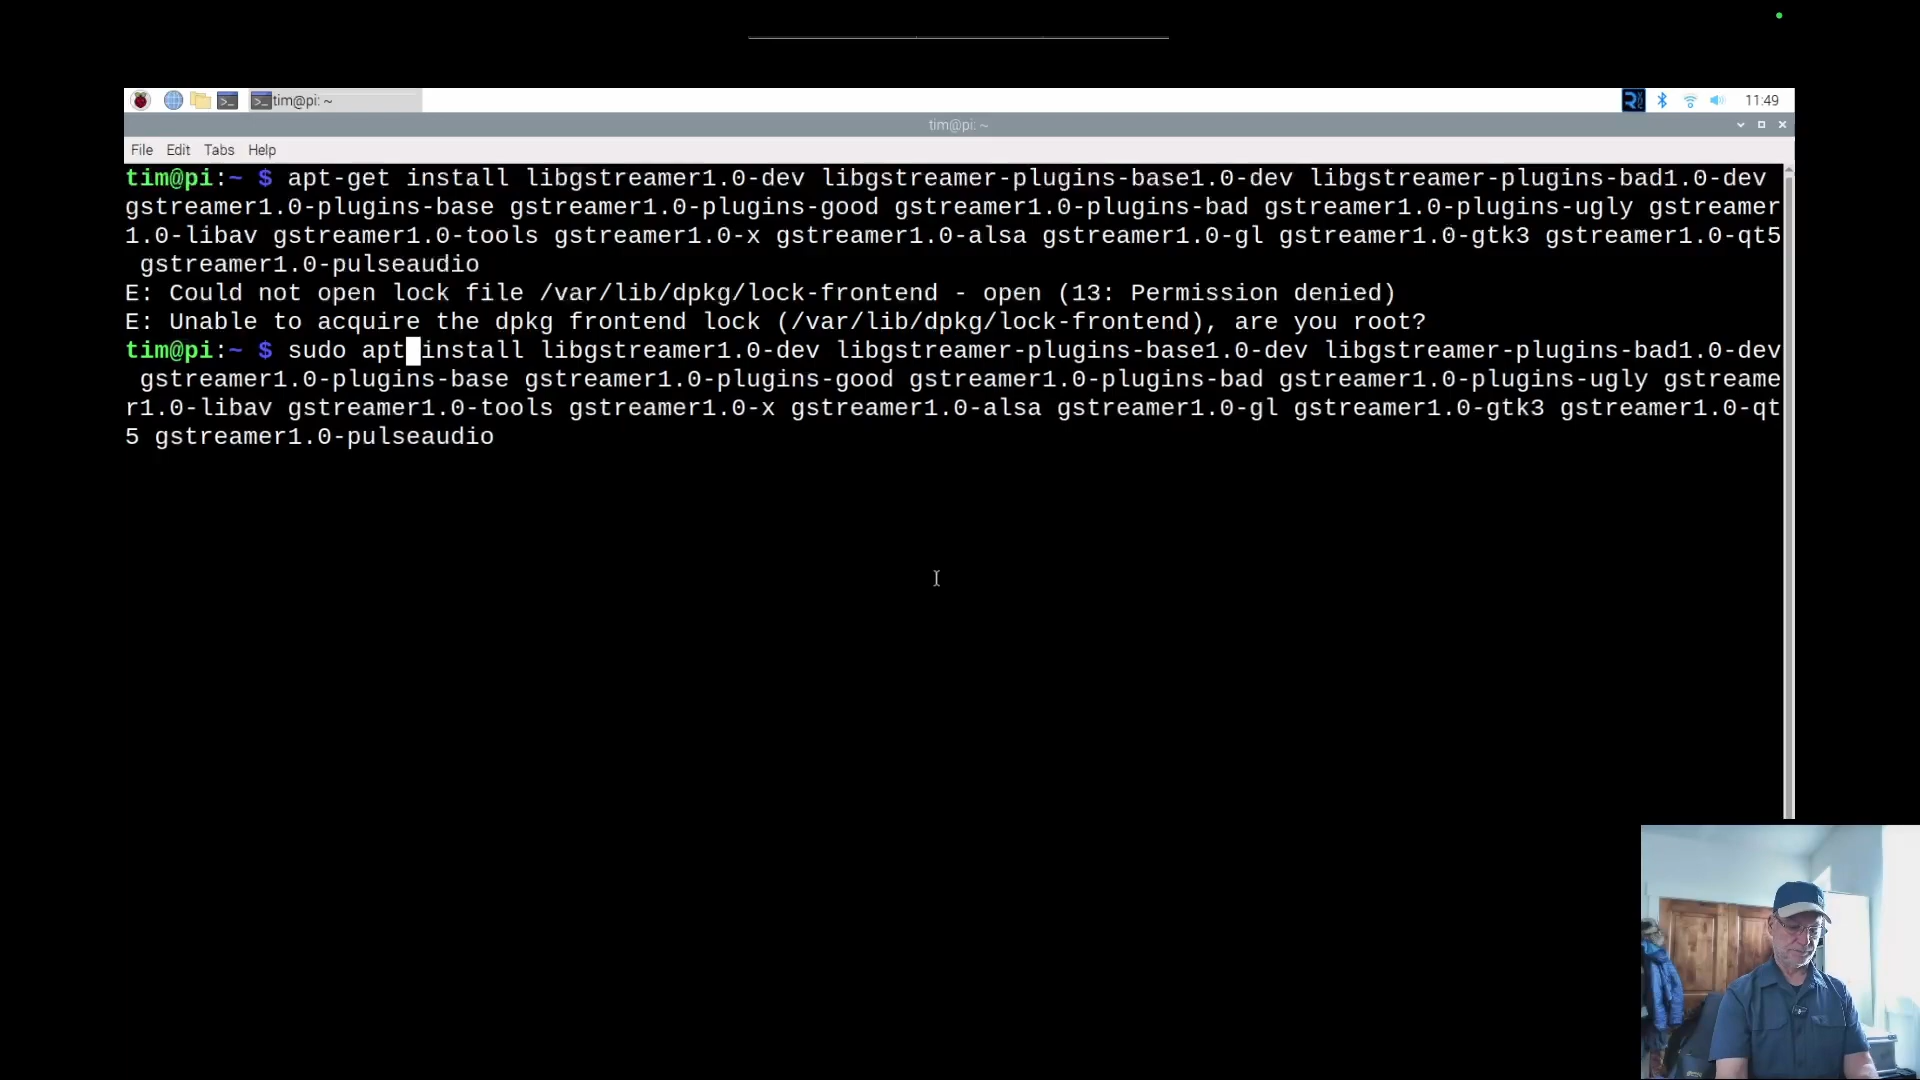 tim@pi: ~
11:49
tim@pi: ~
File Edit Tabs Help
tim@pi:~ $ apt-get install libgstreamer1.0-dev libgstreamer-plugins-base1.0-dev libgstreamer-plugins-bad1.0-dev
gstreamer1.0-plugins-base gstreamer1.0-plugins-good gstreamer1.0-plugins-bad gstreamer1.0-plugins-ugly gstreamer
1.0-libav gstreamer1.0-tools gstreamer1.0-x gstreamer1.0-alsa gstreamer1.0-gl gstreamer1.0-gtk3 gstreamer1.0-qt5
gstreamer1.0-pulseaudio
E: Could not open lock file /var/lib/dpkg/lock-frontend - open (13: Permission denied)
E: Unable to acquire the dpkg frontend lock (/var/lib/dpkg/lock-frontend), are you root?
tim@pi:~ $ sudo apt install libgstreamer1.0-dev libgstreamer-plugins-base1.0-dev libgstreamer-plugins-bad1.0-dev
gstreamer1.0-plugins-base gstreamer1.0-plugins-good gstreamer1.0-plugins-bad gstreamer1.0-plugins-ugly gstreame
r1.0-libav gstreamer1.0-tools gstreamer1.0-x gstreamer1.0-alsa gstreamer1.0-gl gstreamer1.0-gtk3 gstreamer1.0-qt
5 gstreamer1.0-pulseaudio